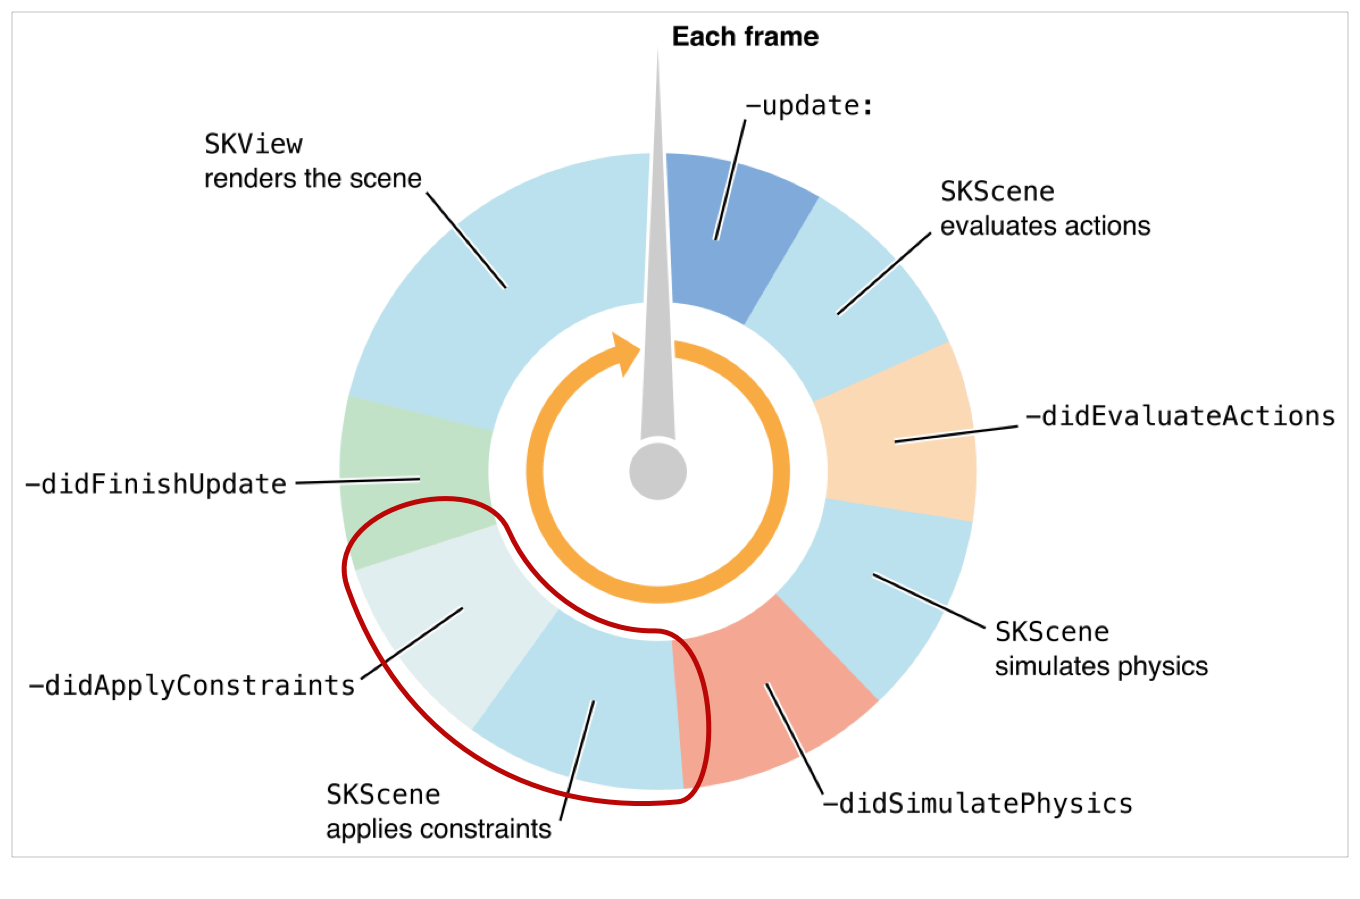 Each frame
-update:
SKScene
evaluates actions
-didEvaluateActions
SKScene
simulates physics
-didSimulatePhysics
SKScene
applies constraints
-didApplyConstraints
-didFinishUpdate
SKView
renders the scene